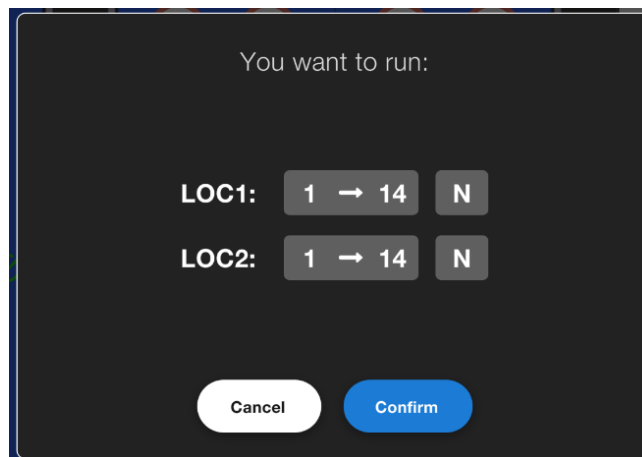 You want to run:
LOC1: 1 → 14 N
LOC2: 1 → 14 N
Cancel Confirm